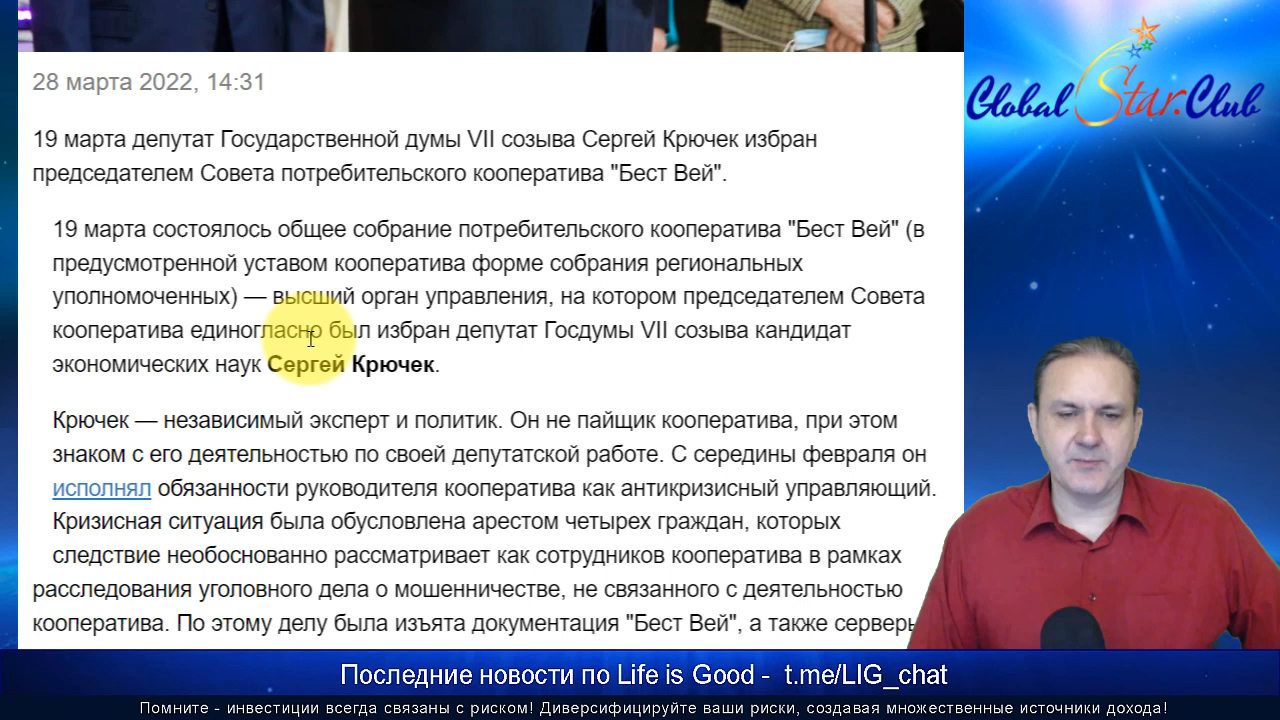 28 марта 2022, 14:31
Global Star.Club
19 марта депутат Государственной думы VII созыва Сергей Крючек избран
председателем Совета потребительского кооператива "Бест Вей".
19 марта состоялось общее собрание потребительского кооператива "Бест Вей" (в
предусмотренной уставом кооператива форме собрания региональных
уполномоченных) — высший орган управления, на котором председателем Совета
кооператива единогласно был избран депутат Госдумы VII созыва кандидат
экономических наук Сергей Крючек.
Крючек — независимый эксперт и политик. Он не пайщик кооператива, при этом
знаком с его деятельностью по своей депутатской работе. С середины февраля он
исполнял обязанности руководителя кооператива как антикризисный управляющий.
Кризисная ситуация была обусловлена арестом четырех граждан, которых
следствие необоснованно рассматривает как сотрудников кооператива в рамках
расследования уголовного дела о мошенничестве, не связанного с деятельностью
кооператива. По этому делу была изъята документация "Бест Вей", а также серверы
Последние новости по Life is Good - t.me/LIG_chat
Помните - инвестиции всегда связаны с риском! Диверсифицируйте ваши риски, создавая множественные источники дохода!